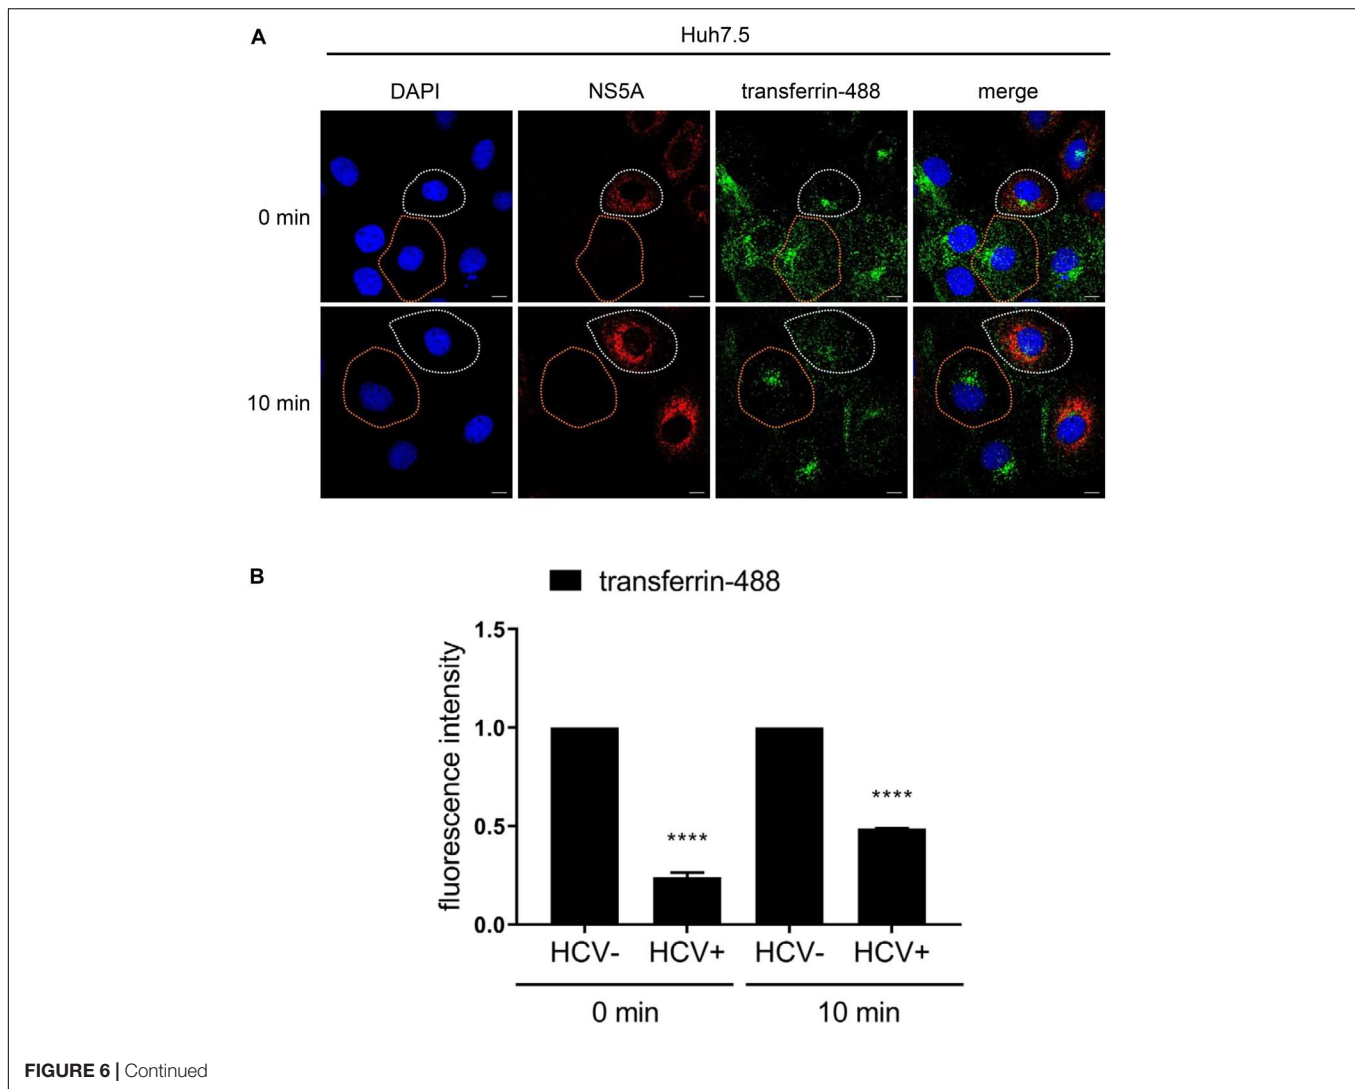 A
Huh7.5
DAPI NS5A transferrin-488 merge
0 min
10 min
B
transferrin-488
fluorescence intensity
1.5
1.0
0.5
0.0
****
****
HCV- HCV+ HCV- HCV+
0 min 10 min
FIGURE 6 | Continued